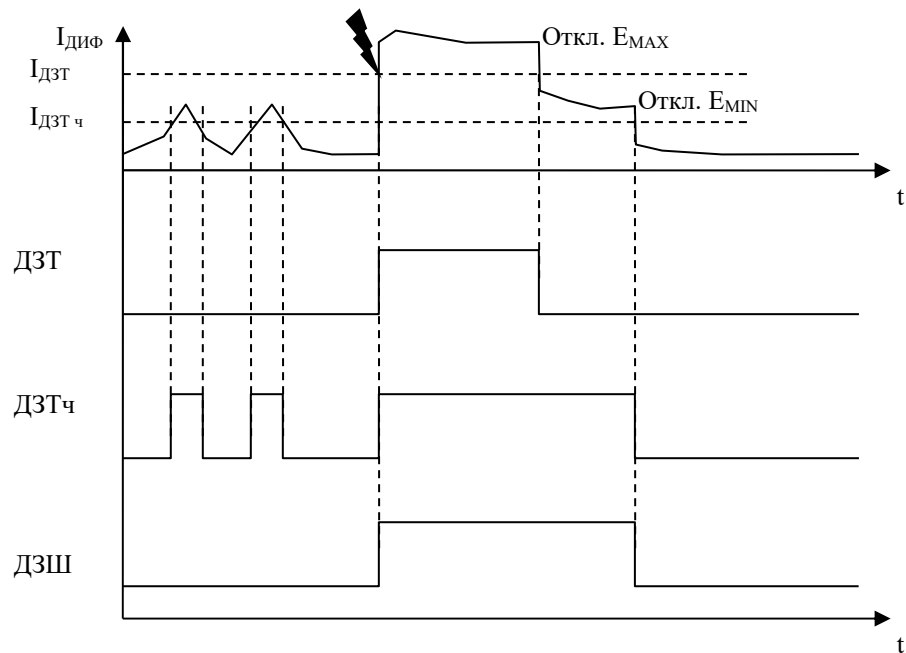 IДИФ
Откл. EMAX
IДЗТ
Откл. EMIN
IДЗТ ч
t
ДЗТ
ДЗТч
ДЗШ
t